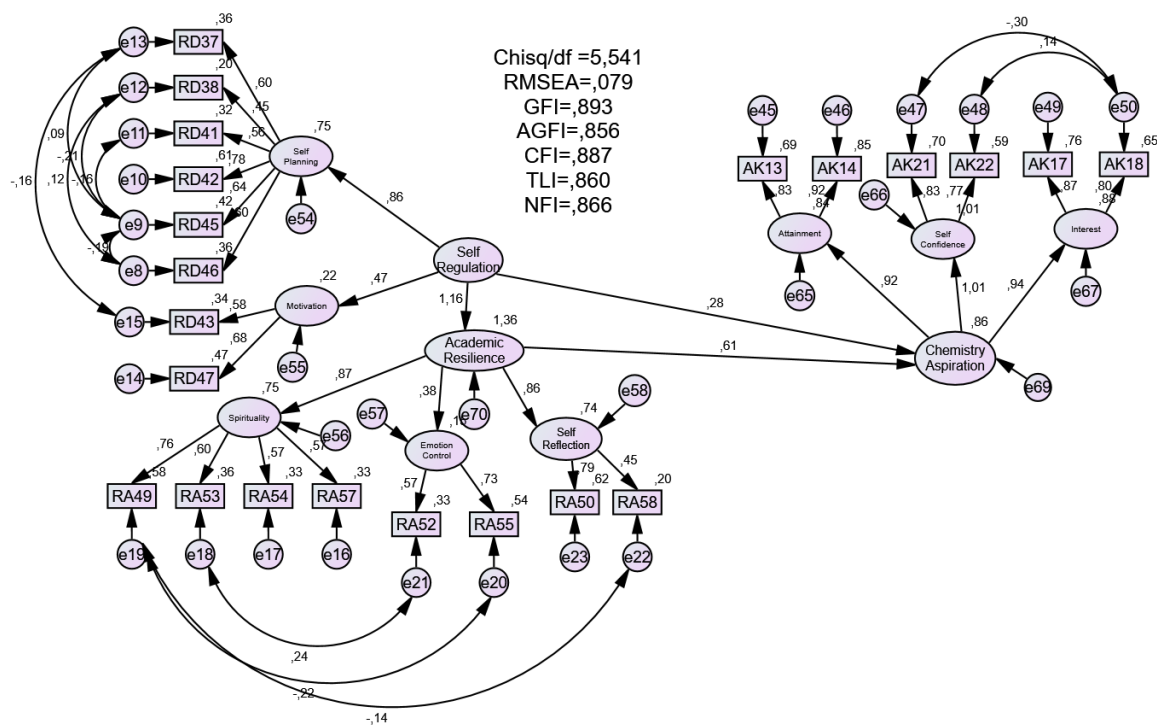 Chisq/df =5,541
RMSEA=,079
GFI=,893
AGFI=,856
CFI=,887
TLI=,860
NFI=,866
,36
e13
RD37
,60
,20
e12
RD38
,45
,32
e11
RD41
,56
,61
e10
RD42
,78
,64
,42
e9
RD45
,60
,36
e8
RD46
,09
-,21
-,16
,12
-,16
-,19
,75
Self
Planning
e54
,86
Self
Regulation
,47
,22
Motivation
e55
,34
,58
e15
RD43
,68
,47
e14
RD47
1,16
,28
1,36
Academic
Resilience
e70
,61
,87
,38
,86
,75
Spirituality
e56
e57
Emotion
Control
,74
Self
Reflection
e58
,76
,60
,57
,57
,58
,36
,33
,33
RA49
RA53
RA54
RA57
e19
e18
e17
e16
,57
,73
,33
,54
RA52
RA55
e21
e20
,79
,45
,62
,20
RA50
RA58
e23
e22
,24
-,22
-,14
-,30
,14
e45
e46
e47
e48
e49
e50
,69
,85
,70
,59
,76
,65
AK13
AK14
AK21
AK22
AK17
AK18
,83
,92
,83
,77
,87
,80
,84
1,01
,88
e66
Attainment
Self
Confidence
Interest
e65
e67
,92
1,01
,94
,86
Chemistry
Aspiration
e69